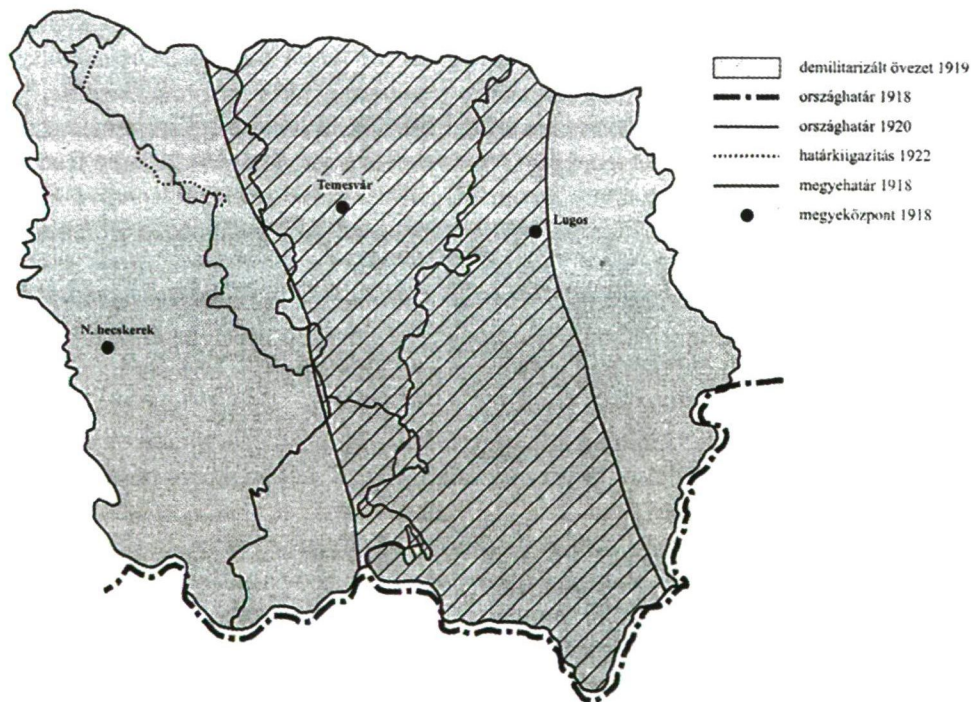 demilitarizált övezet 1919
országhatár 1918
országhatár 1920
határkiigazítás 1922
megyehatár 1918
megyeközpont 1918
Temesvár
Lugos
N. becskerek